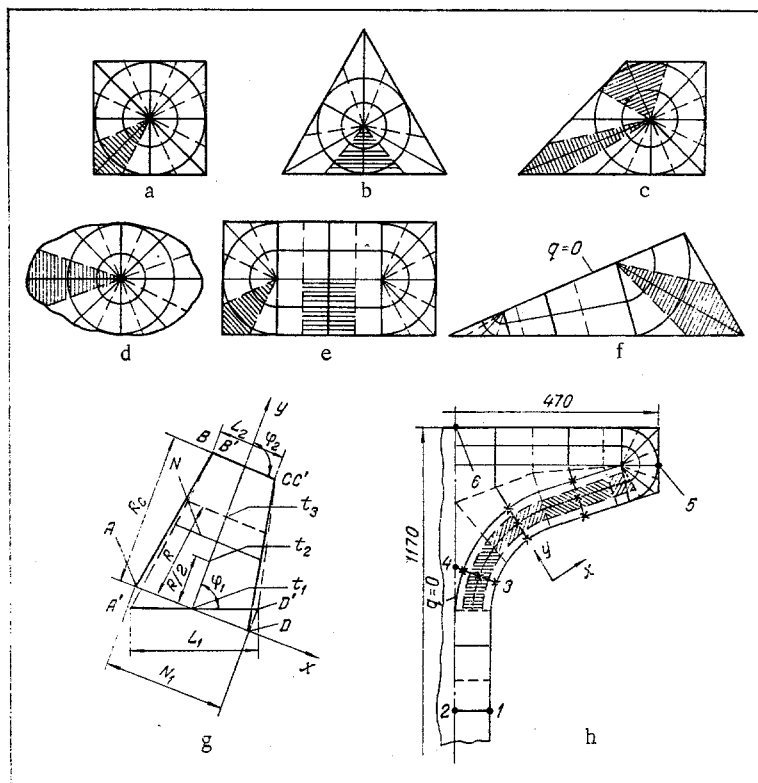 a
b
c
q=0
d
e
f
B
B'
L₂
φ₂
y
CC'
R_C
N
t₃
A
R
t₂
R/2
φ₁
t₁
A'
D'
D
L₁
N₁
x
g
470
6
5
1170
4
3
q=0
y
x
2
1
h